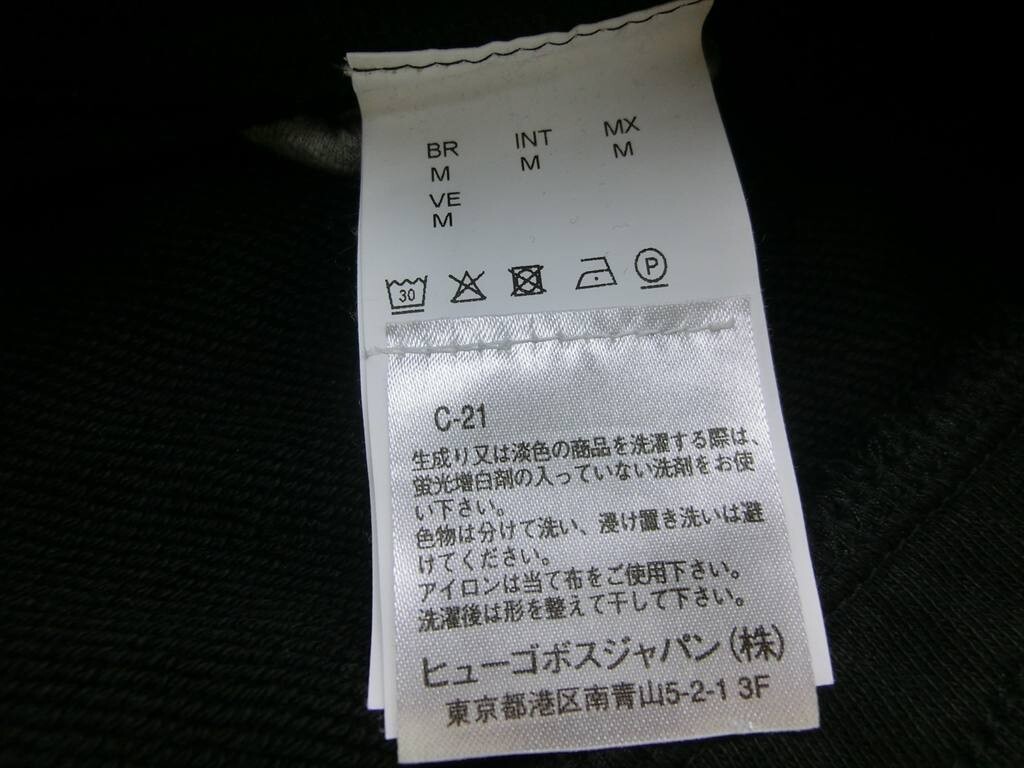 BR INT MX
M M M
VE
M
30 P
C-21
生成り又は淡色の商品を洗濯する際は、
蛍光増白剤の入っていない洗剤をお使
い下さい。
色物は分けて洗い、浸け置き洗いは避
けてください。
アイロンは当て布をご使用下さい。
洗濯後は形を整えて干して下さい。
ヒューゴボスジャパン(株)
東京都港区南青山5-2-1 3F